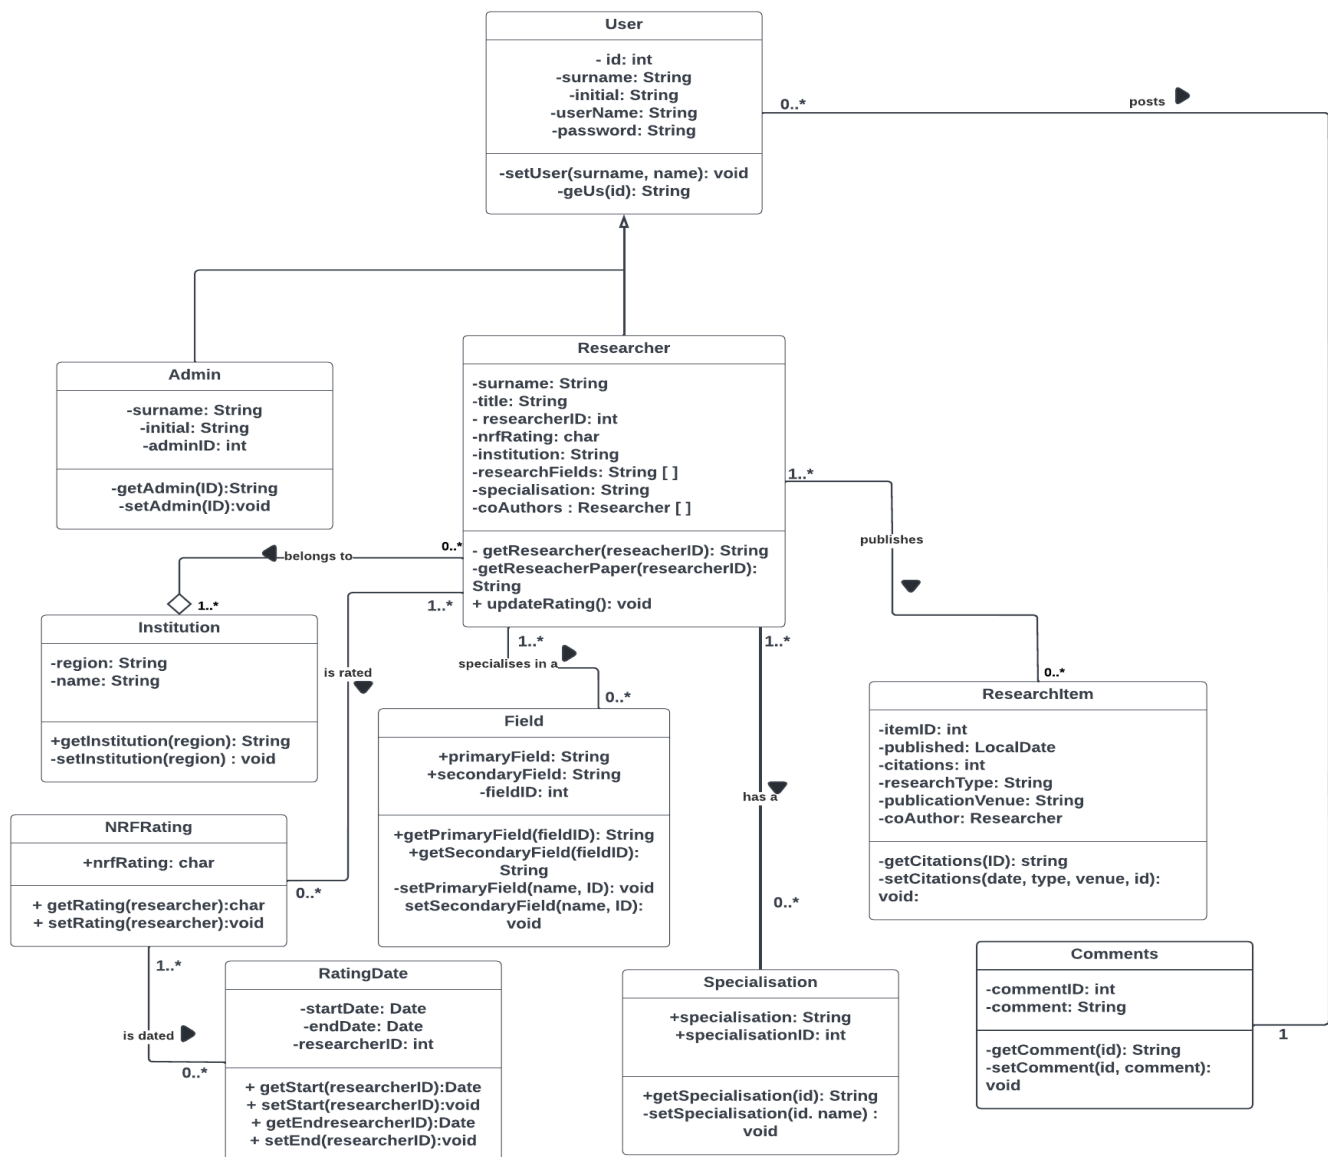 User
- id: int
-surname: String
-initial: String
-userName: String
-password: String
-setUser(surname, name): void
-geUs(id): String
0..*
posts
Admin
-surname: String
-initial: String
-adminID: int
-getAdmin(ID):String
-setAdmin(ID):void
Researcher
-surname: String
-title: String
- researcherID: int
-nrfRating: char
-institution: String
-researchFields: String [ ]
-specialisation: String
-coAuthors : Researcher [ ]
- getResearcher(reseacherID): String
-getReseacherPaper(researcherID):
String
+ updateRating(): void
1..*
publishes
0..*
0..*
belongs to
1..*
Institution
-region: String
-name: String
+getInstitution(region): String
-setInstitution(region) : void
1..*
is rated
0..*
1..*
specialises in a
0..*
1..*
has a
0..*
Field
+primaryField: String
+secondaryField: String
-fieldID: int
+getPrimaryField(fieldID): String
+getSecondaryField(fieldID):
String
-setPrimaryField(name, ID): void
setSecondaryField(name, ID):
void
ResearchItem
-itemID: int
-published: LocalDate
-citations: int
-researchType: String
-publicationVenue: String
-coAuthor: Researcher
-getCitations(ID): string
-setCitations(date, type, venue, id):
void:
NRFRating
+nrfRating: char
+ getRating(researcher):char
+ setRating(researcher):void
1..*
is dated
0..*
RatingDate
-startDate: Date
-endDate: Date
-researcherID: int
+ getStart(researcherID):Date
+ setStart(researcherID):void
+ getEndresearcherID):Date
+ setEnd(researcherID):void
Specialisation
+specialisation: String
+specialisationID: int
+getSpecialisation(id): String
-setSpecialisation(id. name) :
void
Comments
-commentID: int
-comment: String
-getComment(id): String
-setComment(id, comment):
void
1